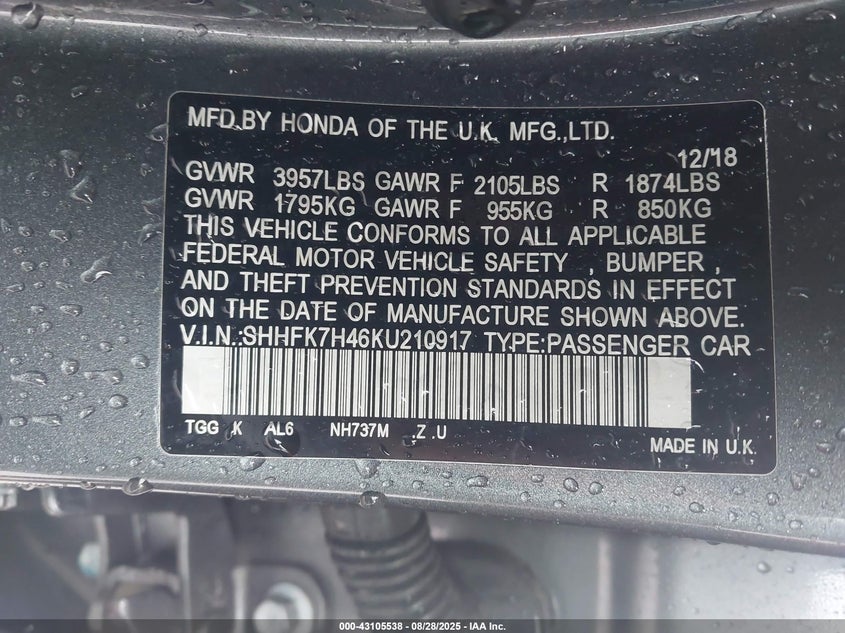 MFD.BY HONDA OF THE U.K. MFG.,LTD.
12/'18
GVWR 3957LBS GAWR F 2105LBS R 1874LBS
GVWR 1795KG GAWR F 955KG R 850KG
THIS VEHICLE CONFORMS TO ALL APPLICABLE
FEDERAL MOTOR VEHICLE SAFETY , BUMPER ,
AND THEFT PREVENTION STANDARDS IN EFFECT
ON THE DATE OF MANUFACTURE SHOWN ABOVE.
V.I.N.:SHHFK7H46KU210917 TYPE:PASSENGER CAR
TGG K AL6 NH737M .Z .U
MADE IN U.K.
000-43105538 - 08/28/2025 - IAA Inc.